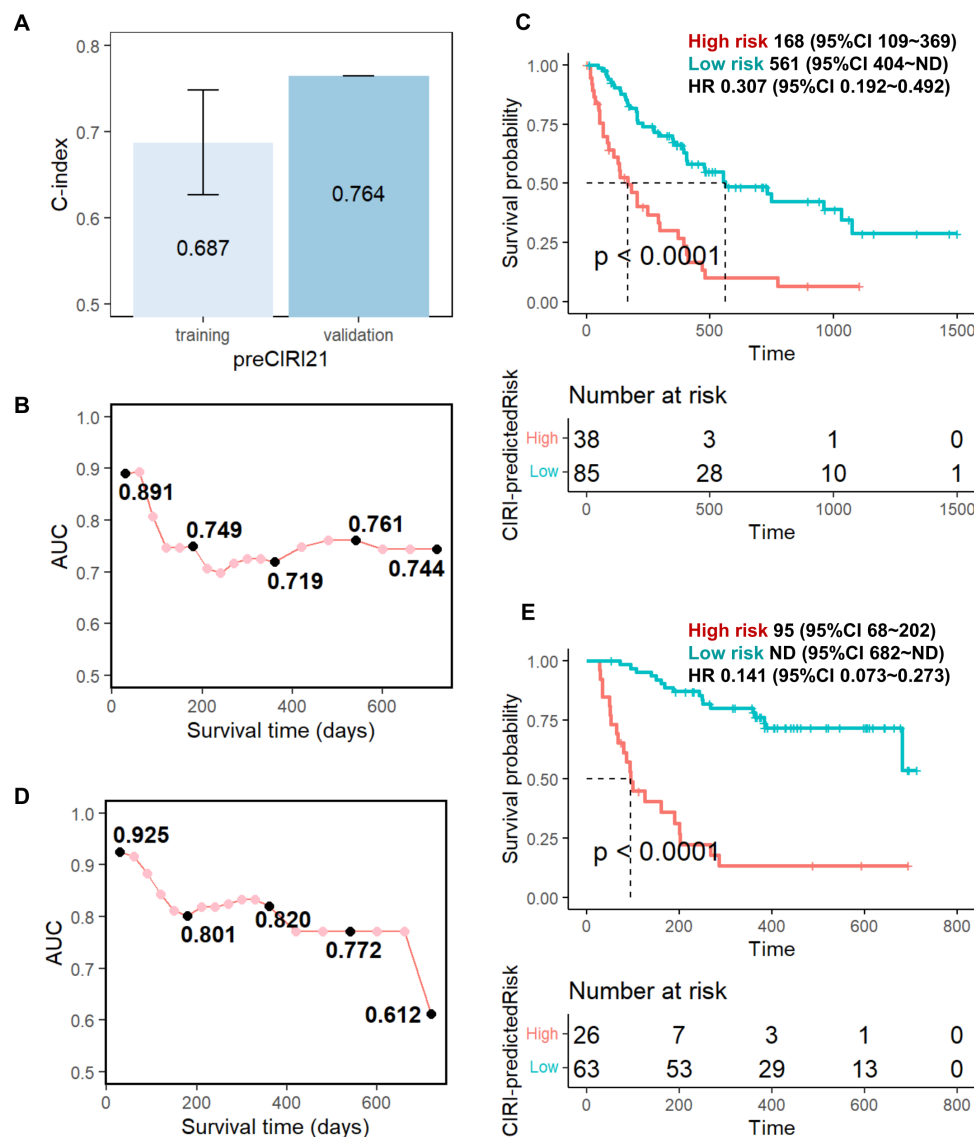 A
0.8
0.7
0.6
0.5
C-index
0.687
0.764
training
validation
preCIRI21
B
1.0
0.9
0.8
0.7
0.6
0.5
AUC
0.891
0.749
0.719
0.761
0.744
0
200
400
600
Survival time (days)
D
1.0
0.9
0.8
0.7
0.6
0.5
AUC
0.925
0.801
0.820
0.772
0.612
0
200
400
600
Survival time (days)
C
High risk 168 (95%CI 109~369)
Low risk 561 (95%CI 404~ND)
HR 0.307 (95%CI 0.192~0.492)
1.00
0.75
0.50
0.25
0.00
Survival probability
p < 0.0001
0
500
1000
1500
Time
Number at risk
CIRI-predictedRisk
High
38
3
1
0
Low
85
28
10
1
0
500
1000
1500
Time
E
High risk 95 (95%CI 68~202)
Low risk ND (95%CI 682~ND)
HR 0.141 (95%CI 0.073~0.273)
1.00
0.75
0.50
0.25
0.00
Survival probability
p < 0.0001
0
200
400
600
800
Time
Number at risk
CIRI-predictedRisk
High
26
7
3
1
0
Low
63
53
29
13
0
0
200
400
600
800
Time